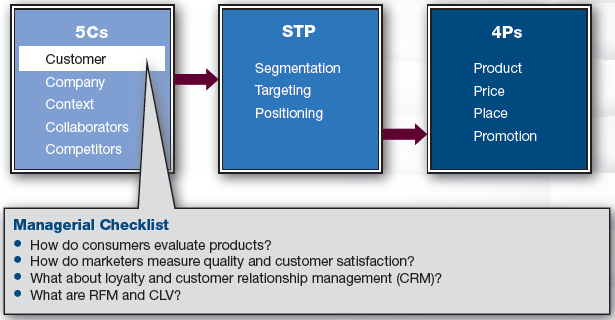 5Cs
Customer
Company
Context
Collaborators
Competitors
STP
Segmentation
Targeting
Positioning
4Ps
Product
Price
Place
Promotion
Managerial Checklist
• How do consumers evaluate products?
• How do marketers measure quality and customer satisfaction?
• What about loyalty and customer relationship management (CRM)?
• What are RFM and CLV?